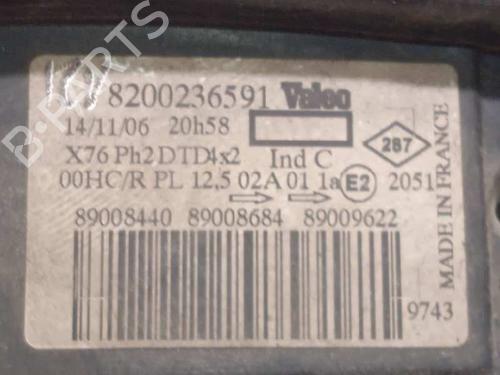 8200236591 Valeo
14/11/06 20h58
X76 Ph2 DTD4x2 Ind C
287
00HC/R PL 12,5 02A 01 1a E2 2051
89008440 89008684 89009622
9743
MADE IN FRANCE
B-PARTS